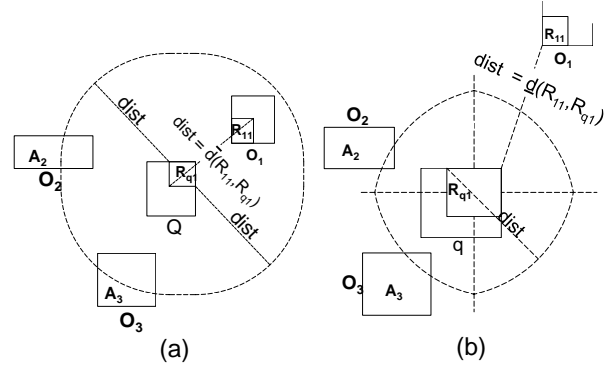 dist
dist = d̄(R11,Rq1)
R11
O1
A2
O2
Rq1
Q
dist
A3
O3
(a)
R11
O1
dist = d̲(R11,Rq1)
O2
A2
Rq1
dist
q
O3
A3
(b)